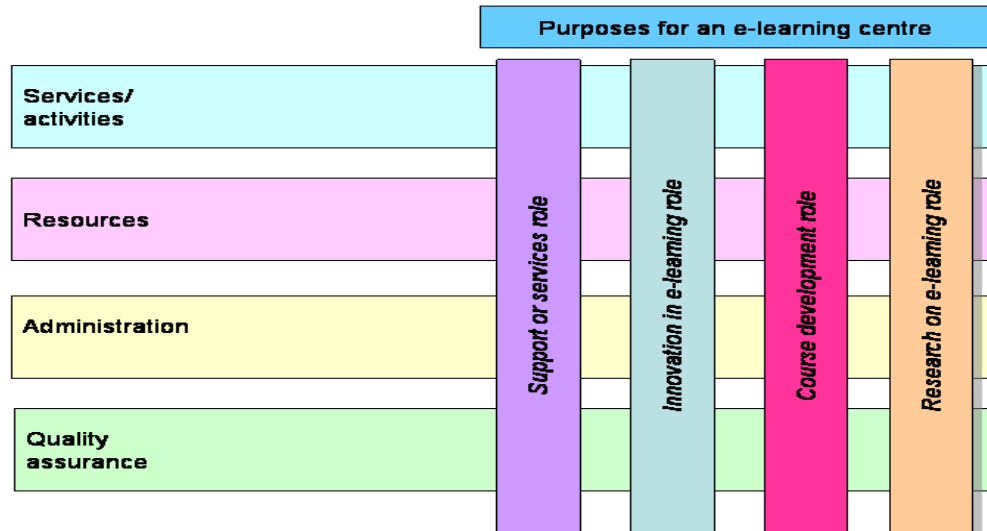 Purposes for an e-learning centre
Services/
activities
Resources
Administration
Quality
assurance
Support or services role
Innovation in e-learning role
Course development role
Research on e-learning role